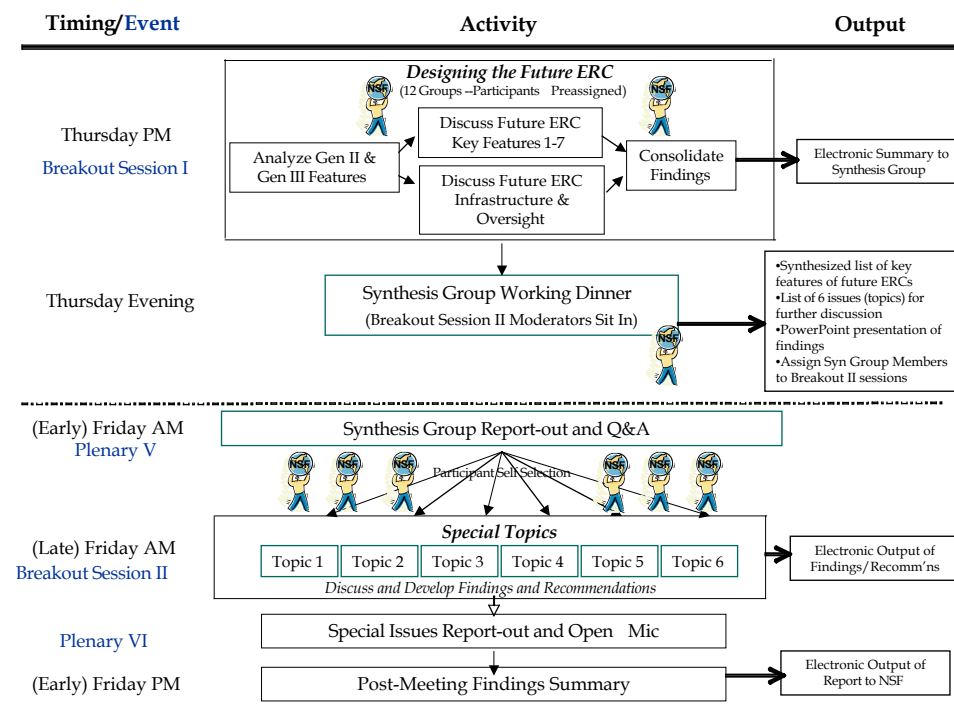 Timing/Event
Activity
Output
Designing the Future ERC
(12 Groups --Participants Preassigned)
NSF
NSF
Thursday PM
Breakout Session I
Analyze Gen II &
Gen III Features
Discuss Future ERC
Key Features 1-7
Discuss Future ERC
Infrastructure &
Oversight
Consolidate
Findings
Electronic Summary to
Synthesis Group
Thursday Evening
Synthesis Group Working Dinner
(Breakout Session II Moderators Sit In)
NSF
•Synthesized list of key
features of future ERCs
•List of 6 issues (topics) for
further discussion
•PowerPoint presentation of
findings
•Assign Syn Group Members
to Breakout II sessions
(Early) Friday AM
Plenary V
Synthesis Group Report-out and Q&A
NSF
NSF
NSF
Participant Self Selection
NSF
NSF
NSF
(Late) Friday AM
Breakout Session II
Special Topics
Topic 1
Topic 2
Topic 3
Topic 4
Topic 5
Topic 6
Discuss and Develop Findings and Recommendations
Electronic Output of
Findings/Recomm'ns
Plenary VI
Special Issues Report-out and Open Mic
(Early) Friday PM
Post-Meeting Findings Summary
Electronic Output of
Report to NSF